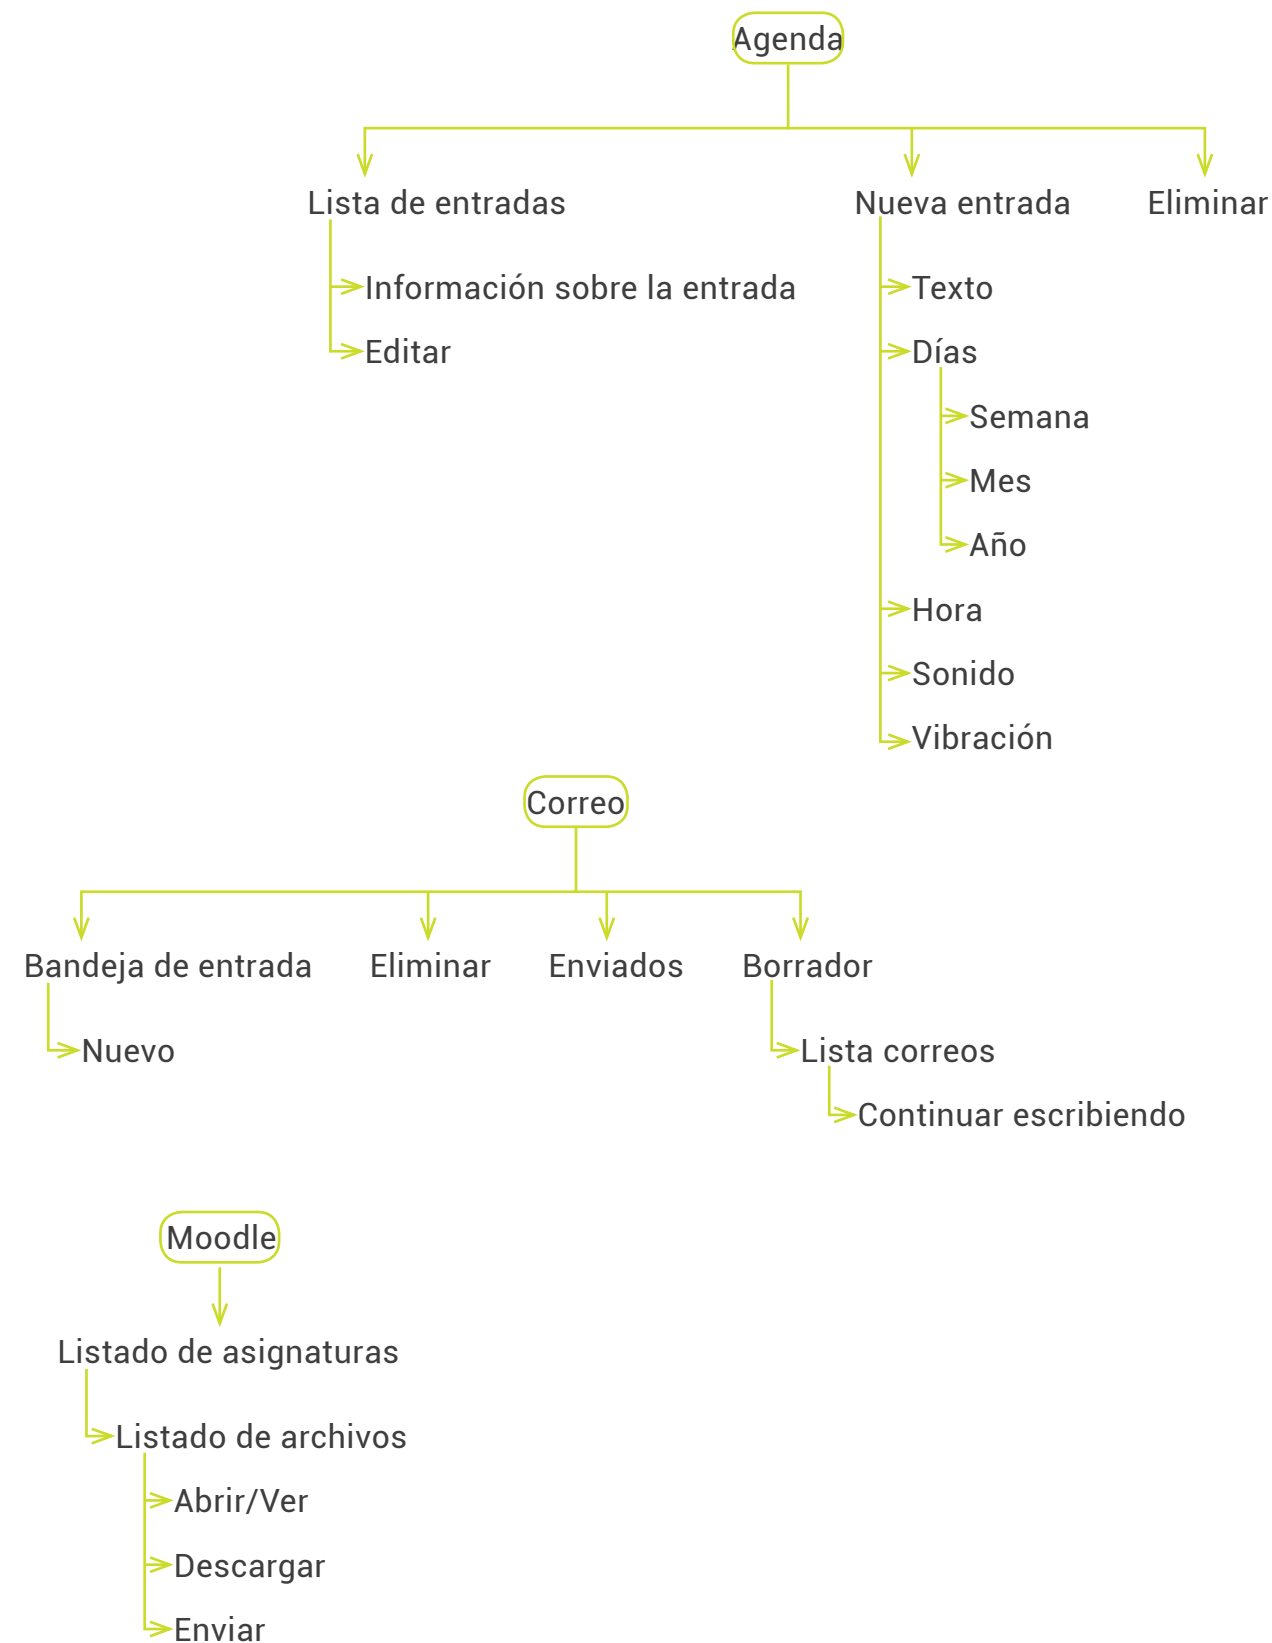 Agenda
Lista de entradas
Información sobre la entrada
Editar
Nueva entrada
Texto
Días
Semana
Mes
Año
Hora
Sonido
Vibración
Eliminar
Correo
Bandeja de entrada
Nuevo
Eliminar
Enviados
Borrador
Lista correos
Continuar escribiendo
Moodle
Listado de asignaturas
Listado de archivos
Abrir/Ver
Descargar
Enviar